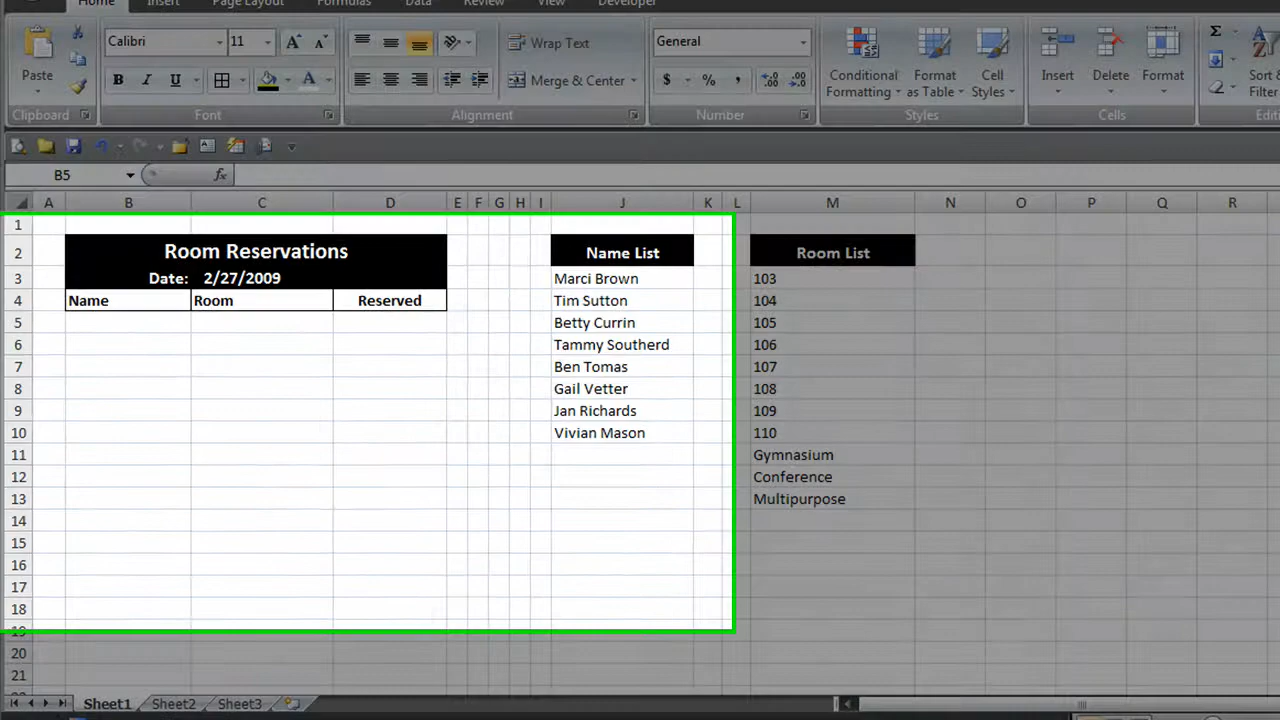 Home Insert Page Layout Formulas Data Review View Developer
Calibri 11 Wrap Text General
Paste B I U Merge & Center $ % , Conditional Formatting Format as Table Cell Styles Insert Delete Format Σ Sort & Filter
Clipboard Font Alignment Number Styles Cells
B5 fx
A B C D E F G H I J K L M N O P Q R
1
2 Room Reservations Name List Room List
Date: 2/27/2009
3 Marci Brown 103
4 Name Room Reserved Tim Sutton 104
5 Betty Currin 105
6 Tammy Southerd 106
7 Ben Tomas 107
8 Gail Vetter 108
9 Jan Richards 109
10 Vivian Mason 110
11 Gymnasium
12 Conference
13 Multipurpose
14
15
16
17
18
19
20
21
Sheet1 Sheet2 Sheet3